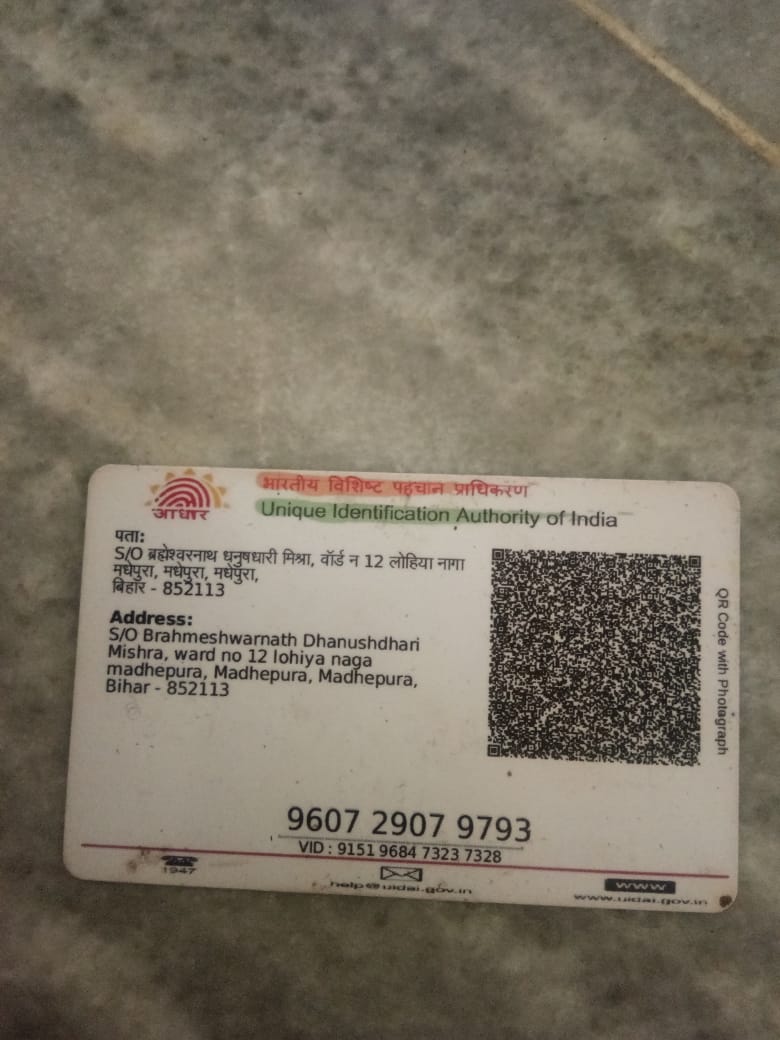 आधार
भारतीय विशिष्ट पहचान प्राधिकरण
Unique Identification Authority of India
पता:
S/O ब्रह्मेश्वरनाथ धनुषधारी मिश्रा, वॉर्ड न 12 लोहिया नागा
मधेपुरा, मधेपुरा, मधेपुरा,
बिहार - 852113
Address:
S/O Brahmeshwarnath Dhanushdhari
Mishra, ward no 12 lohiya naga
madhepura, Madhepura, Madhepura,
Bihar - 852113
QR Code with Photograph
9607 2907 9793
VID : 9151 9684 7323 7328
1947
help@uidai.gov.in
www
www.uidai.gov.in